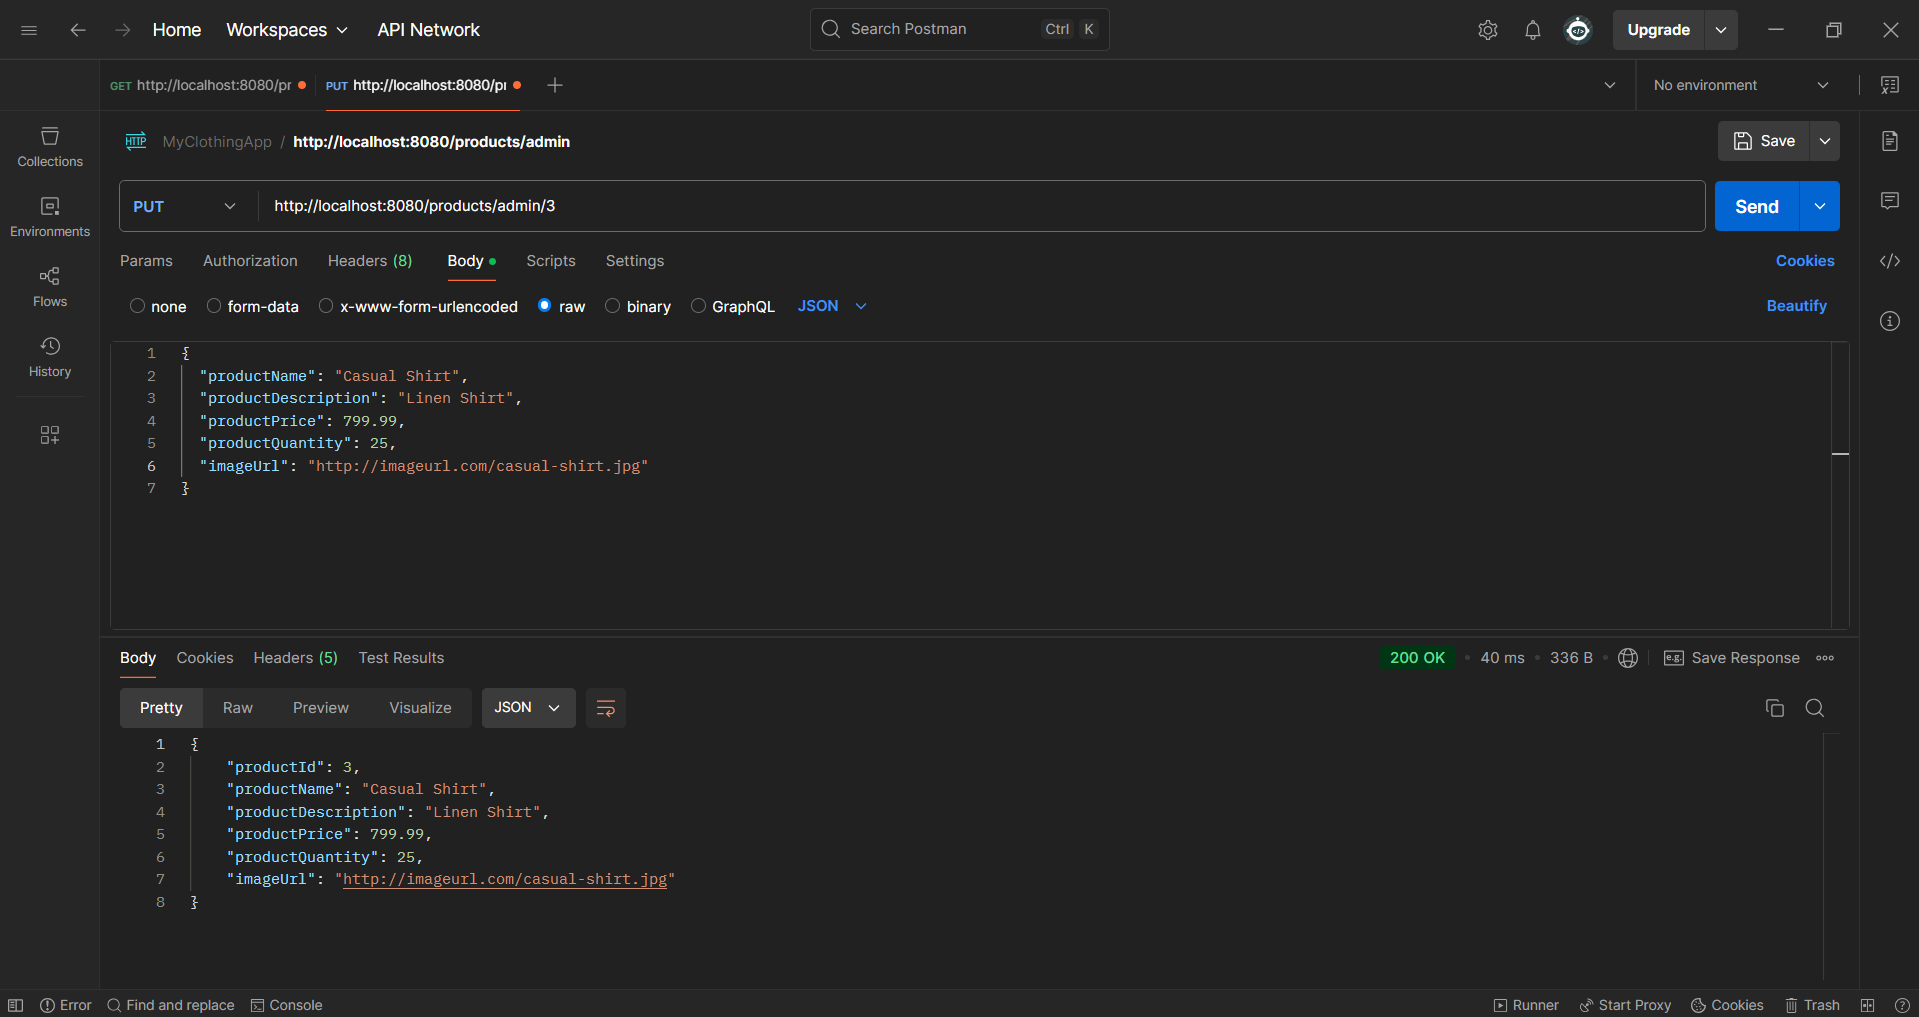 Home Workspaces API Network Search Postman Ctrl K Upgrade
GET http://localhost:8080/pr PUT http://localhost:8080/pr No environment
HTTP MyClothingApp / http://localhost:8080/products/admin Save
Collections
Environments
Flows
History
PUT http://localhost:8080/products/admin/3 Send
Params Authorization Headers (8) Body Scripts Settings Cookies
none form-data x-www-form-urlencoded raw binary GraphQL JSON Beautify
1 {
2 "productName": "Casual Shirt",
3 "productDescription": "Linen Shirt",
4 "productPrice": 799.99,
5 "productQuantity": 25,
6 "imageUrl": "http://imageurl.com/casual-shirt.jpg"
7 }
Body Cookies Headers (5) Test Results 200 OK • 40 ms • 336 B • e.g. Save Response
Pretty Raw Preview Visualize JSON
1 {
2 "productId": 3,
3 "productName": "Casual Shirt",
4 "productDescription": "Linen Shirt",
5 "productPrice": 799.99,
6 "productQuantity": 25,
7 "imageUrl": "http://imageurl.com/casual-shirt.jpg"
8 }
Error Find and replace Console Runner Start Proxy Cookies Trash